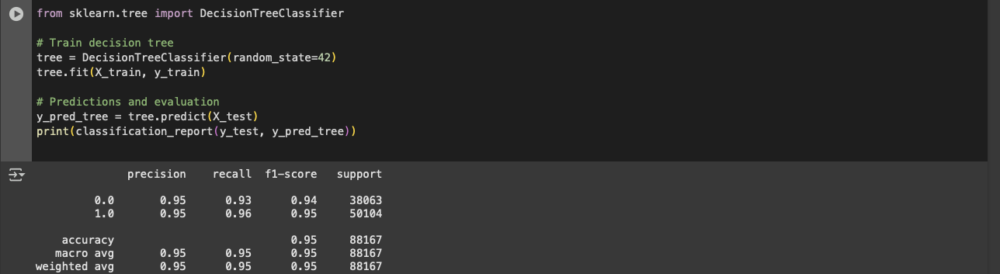 from sklearn.tree import DecisionTreeClassifier
# Train decision tree
tree = DecisionTreeClassifier(random_state=42)
tree.fit(X_train, y_train)
# Predictions and evaluation
y_pred_tree = tree.predict(X_test)
print(classification_report(y_test, y_pred_tree))
precision recall f1-score support
0.0 0.95 0.93 0.94 38063
1.0 0.95 0.96 0.95 50104
accuracy 0.95 88167
macro avg 0.95 0.95 0.95 88167
weighted avg 0.95 0.95 0.95 88167